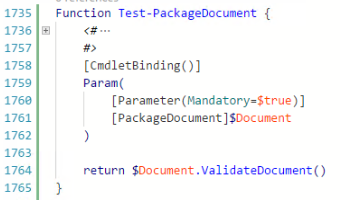 1735 Function Test-PackageDocument {
1736 <#...
1757 #>
1758 [CmdletBinding()]
1759 Param(
1760 [Parameter(Mandatory=$true)]
1761 [PackageDocument]$Document
1762 )
1763
1764 return $Document.ValidateDocument()
1765 }